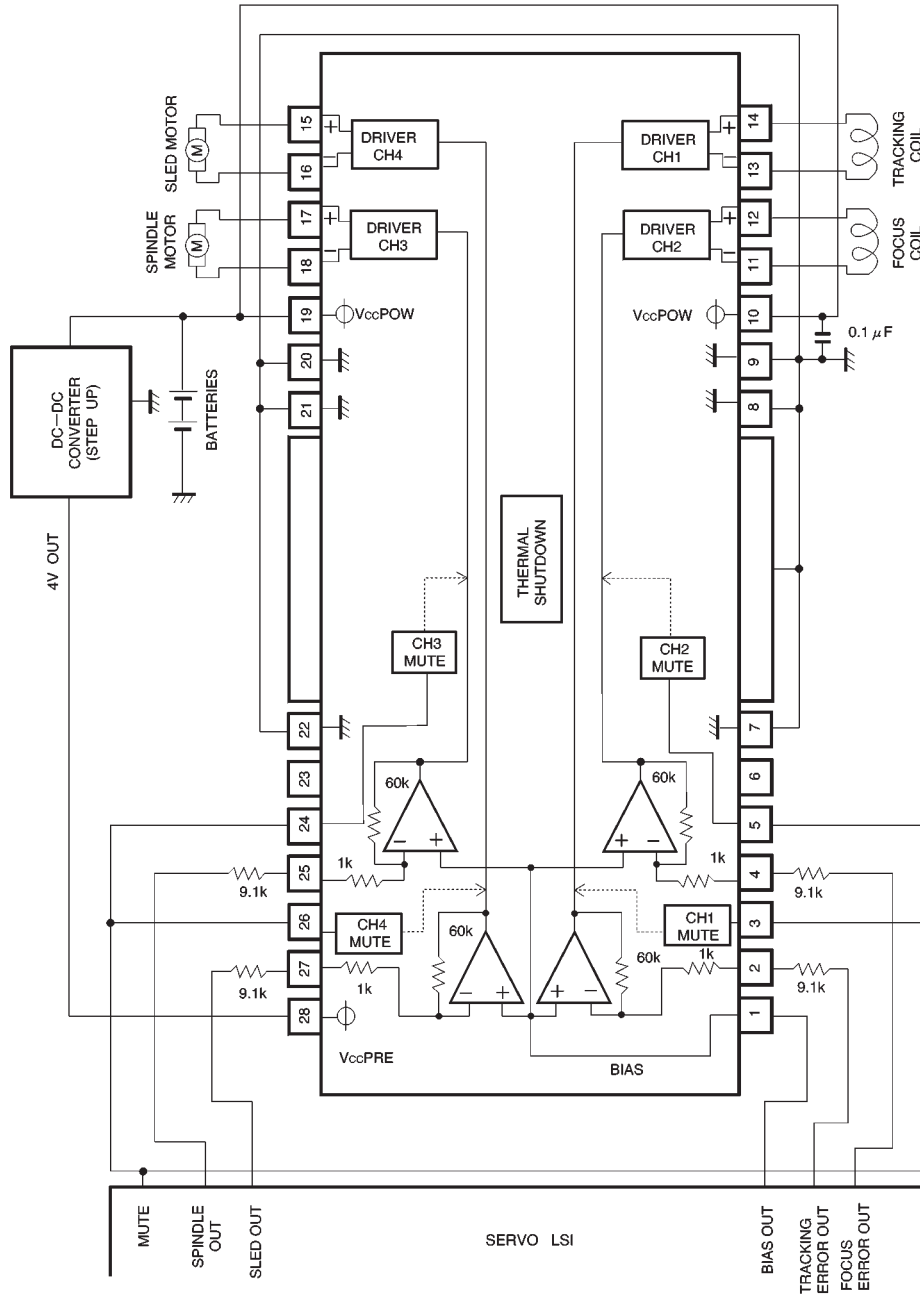 SLED MOTOR
M
SPINDLE
MOTOR
M
DC-DC
CONVERTER
(STEP UP)
BATTERIES
4V OUT
15
16
17
18
19
20
21
22
23
24
25
26
27
28
+
−
DRIVER
CH4
+
−
DRIVER
CH3
VccPOW
CH3
MUTE
60k
1k
9.1k
− +
CH4
MUTE
60k
1k
9.1k
− +
VccPRE
THERMAL
SHUTDOWN
14
13
12
11
10
9
8
7
6
5
4
3
2
1
+
−
DRIVER
CH1
+
−
DRIVER
CH2
VccPOW
TRACKING
COIL
FOCUS
COIL
0.1 μF
CH2
MUTE
60k
1k
9.1k
+ −
CH1
MUTE
60k
1k
9.1k
+ −
BIAS
MUTE
SPINDLE
OUT
SLED OUT
SERVO LSI
BIAS OUT
TRACKING
ERROR OUT
FOCUS
ERROR OUT